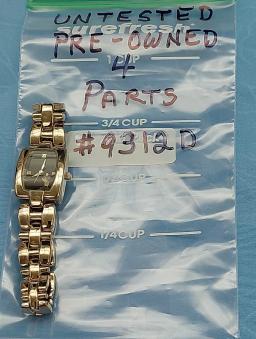 UNTESTED
PRE-OWNED
4
PARTS
3/4 CUP
#9312D
1/4 CUP